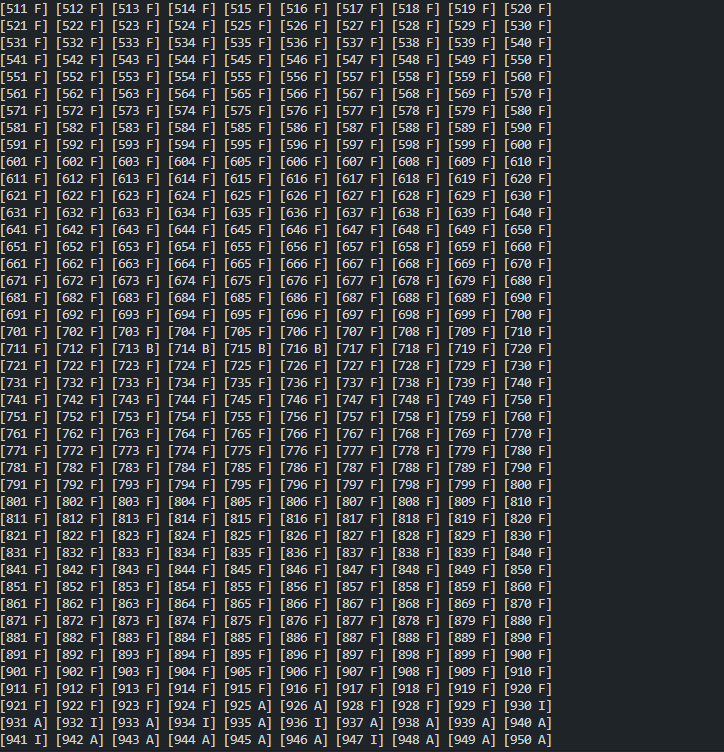 [511 F] [512 F] [513 F] [514 F] [515 F] [516 F] [517 F] [518 F] [519 F] [520 F]
[521 F] [522 F] [523 F] [524 F] [525 F] [526 F] [527 F] [528 F] [529 F] [530 F]
[531 F] [532 F] [533 F] [534 F] [535 F] [536 F] [537 F] [538 F] [539 F] [540 F]
[541 F] [542 F] [543 F] [544 F] [545 F] [546 F] [547 F] [548 F] [549 F] [550 F]
[551 F] [552 F] [553 F] [554 F] [555 F] [556 F] [557 F] [558 F] [559 F] [560 F]
[561 F] [562 F] [563 F] [564 F] [565 F] [566 F] [567 F] [568 F] [569 F] [570 F]
[571 F] [572 F] [573 F] [574 F] [575 F] [576 F] [577 F] [578 F] [579 F] [580 F]
[581 F] [582 F] [583 F] [584 F] [585 F] [586 F] [587 F] [588 F] [589 F] [590 F]
[591 F] [592 F] [593 F] [594 F] [595 F] [596 F] [597 F] [598 F] [599 F] [600 F]
[601 F] [602 F] [603 F] [604 F] [605 F] [606 F] [607 F] [608 F] [609 F] [610 F]
[611 F] [612 F] [613 F] [614 F] [615 F] [616 F] [617 F] [618 F] [619 F] [620 F]
[621 F] [622 F] [623 F] [624 F] [625 F] [626 F] [627 F] [628 F] [629 F] [630 F]
[631 F] [632 F] [633 F] [634 F] [635 F] [636 F] [637 F] [638 F] [639 F] [640 F]
[641 F] [642 F] [643 F] [644 F] [645 F] [646 F] [647 F] [648 F] [649 F] [650 F]
[651 F] [652 F] [653 F] [654 F] [655 F] [656 F] [657 F] [658 F] [659 F] [660 F]
[661 F] [662 F] [663 F] [664 F] [665 F] [666 F] [667 F] [668 F] [669 F] [670 F]
[671 F] [672 F] [673 F] [674 F] [675 F] [676 F] [677 F] [678 F] [679 F] [680 F]
[681 F] [682 F] [683 F] [684 F] [685 F] [686 F] [687 F] [688 F] [689 F] [690 F]
[691 F] [692 F] [693 F] [694 F] [695 F] [696 F] [697 F] [698 F] [699 F] [700 F]
[701 F] [702 F] [703 F] [704 F] [705 F] [706 F] [707 F] [708 F] [709 F] [710 F]
[711 F] [712 F] [713 B] [714 B] [715 B] [716 B] [717 F] [718 F] [719 F] [720 F]
[721 F] [722 F] [723 F] [724 F] [725 F] [726 F] [727 F] [728 F] [729 F] [730 F]
[731 F] [732 F] [733 F] [734 F] [735 F] [736 F] [737 F] [738 F] [739 F] [740 F]
[741 F] [742 F] [743 F] [744 F] [745 F] [746 F] [747 F] [748 F] [749 F] [750 F]
[751 F] [752 F] [753 F] [754 F] [755 F] [756 F] [757 F] [758 F] [759 F] [760 F]
[761 F] [762 F] [763 F] [764 F] [765 F] [766 F] [767 F] [768 F] [769 F] [770 F]
[771 F] [772 F] [773 F] [774 F] [775 F] [776 F] [777 F] [778 F] [779 F] [780 F]
[781 F] [782 F] [783 F] [784 F] [785 F] [786 F] [787 F] [788 F] [789 F] [790 F]
[791 F] [792 F] [793 F] [794 F] [795 F] [796 F] [797 F] [798 F] [799 F] [800 F]
[801 F] [802 F] [803 F] [804 F] [805 F] [806 F] [807 F] [808 F] [809 F] [810 F]
[811 F] [812 F] [813 F] [814 F] [815 F] [816 F] [817 F] [818 F] [819 F] [820 F]
[821 F] [822 F] [823 F] [824 F] [825 F] [826 F] [827 F] [828 F] [829 F] [830 F]
[831 F] [832 F] [833 F] [834 F] [835 F] [836 F] [837 F] [838 F] [839 F] [840 F]
[841 F] [842 F] [843 F] [844 F] [845 F] [846 F] [847 F] [848 F] [849 F] [850 F]
[851 F] [852 F] [853 F] [854 F] [855 F] [856 F] [857 F] [858 F] [859 F] [860 F]
[861 F] [862 F] [863 F] [864 F] [865 F] [866 F] [867 F] [868 F] [869 F] [870 F]
[871 F] [872 F] [873 F] [874 F] [875 F] [876 F] [877 F] [878 F] [879 F] [880 F]
[881 F] [882 F] [883 F] [884 F] [885 F] [886 F] [887 F] [888 F] [889 F] [890 F]
[891 F] [892 F] [893 F] [894 F] [895 F] [896 F] [897 F] [898 F] [899 F] [900 F]
[901 F] [902 F] [903 F] [904 F] [905 F] [906 F] [907 F] [908 F] [909 F] [910 F]
[911 F] [912 F] [913 F] [914 F] [915 F] [916 F] [917 F] [918 F] [919 F] [920 F]
[921 F] [922 F] [923 F] [924 F] [925 A] [926 A] [928 F] [928 F] [929 F] [930 I]
[931 A] [932 I] [933 A] [934 I] [935 A] [936 I] [937 A] [938 A] [939 A] [940 A]
[941 I] [942 A] [943 A] [944 A] [945 A] [946 A] [947 I] [948 A] [949 A] [950 A]